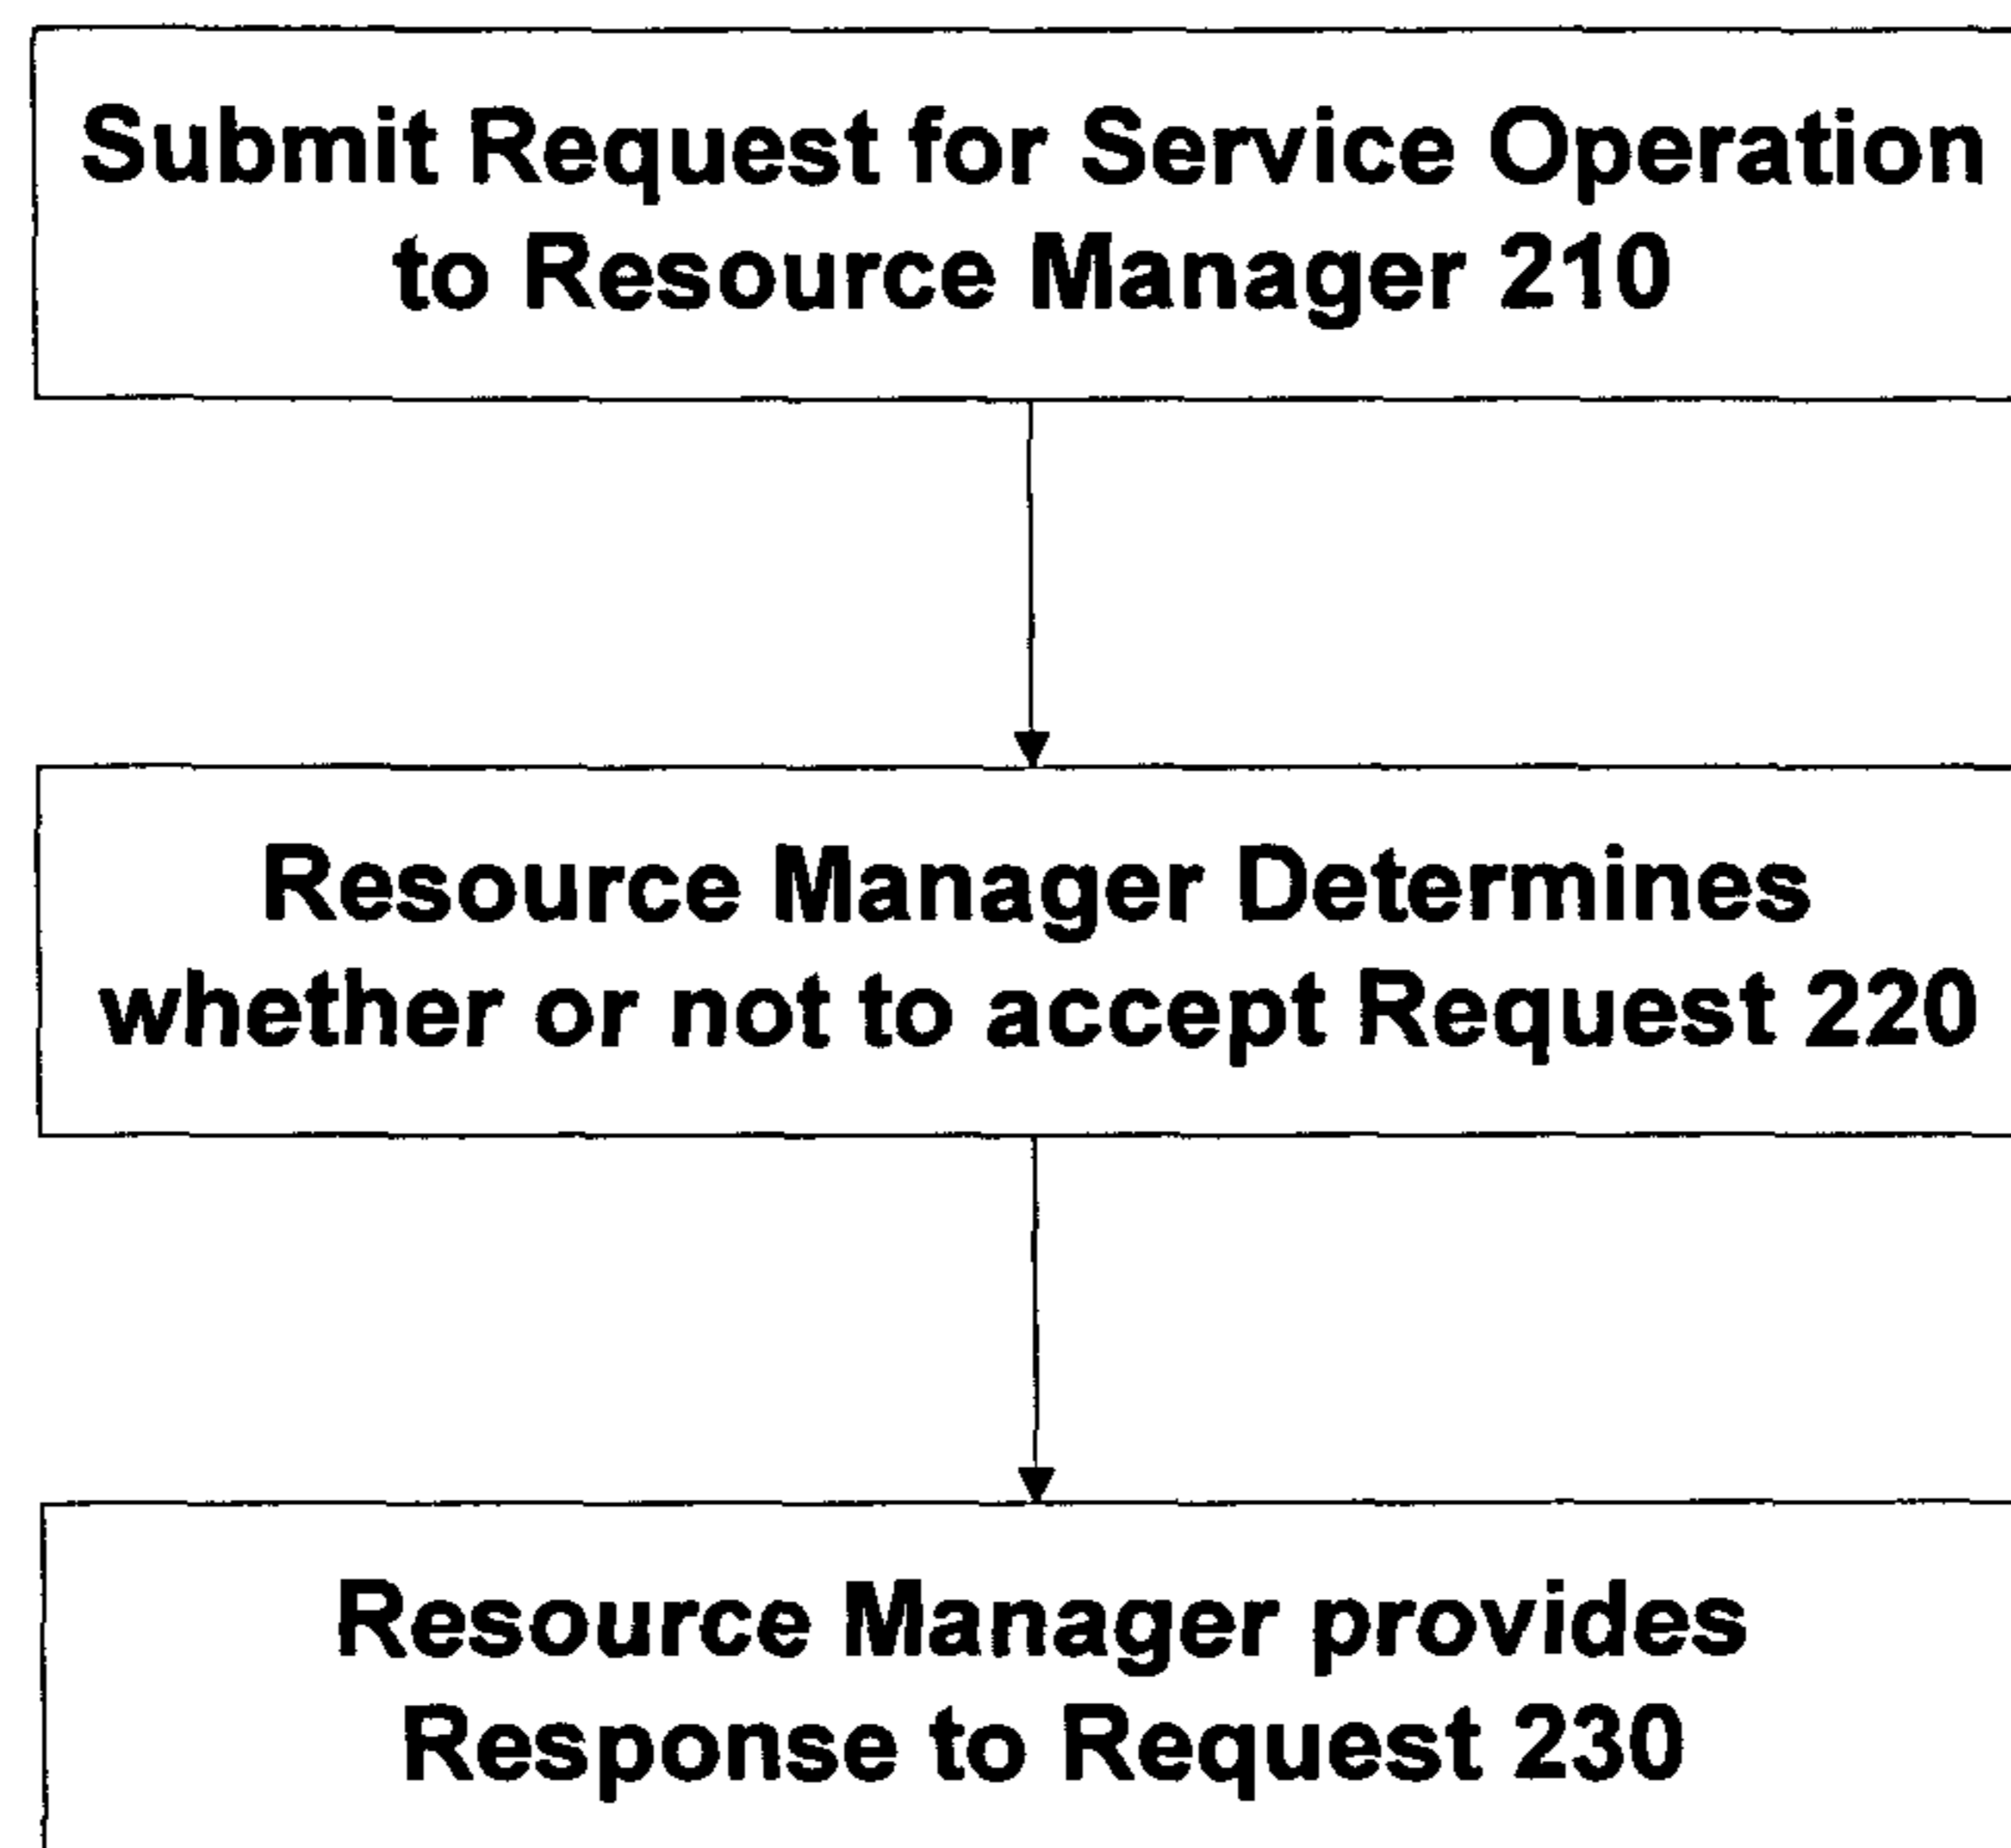 Submit Request for Service Operation
to Resource Manager 210
Resource Manager Determines
whether or not to accept Request 220
Resource Manager provides
Response to Request 230